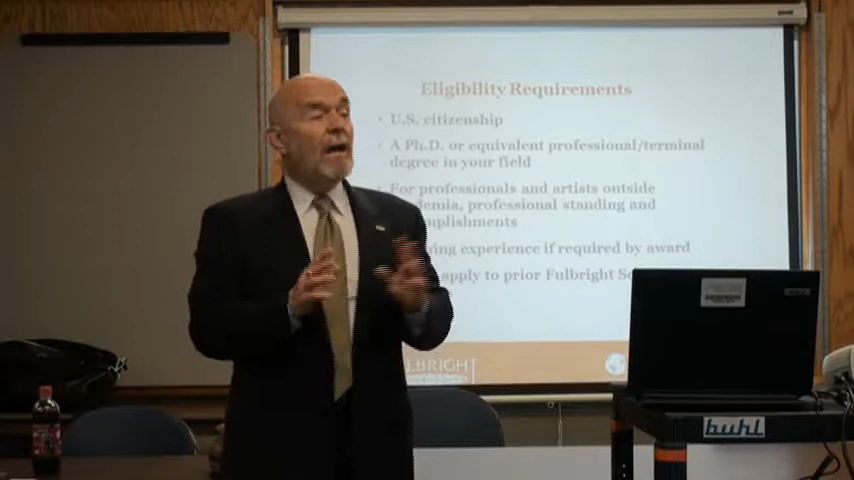 Eligibility Requirements
• U.S. citizenship
• A Ph.D. or equivalent professional/terminal
degree in your field
• For professionals and artists outside
professional standing and
experience if required by award
apply to prior Fulbright
buhl